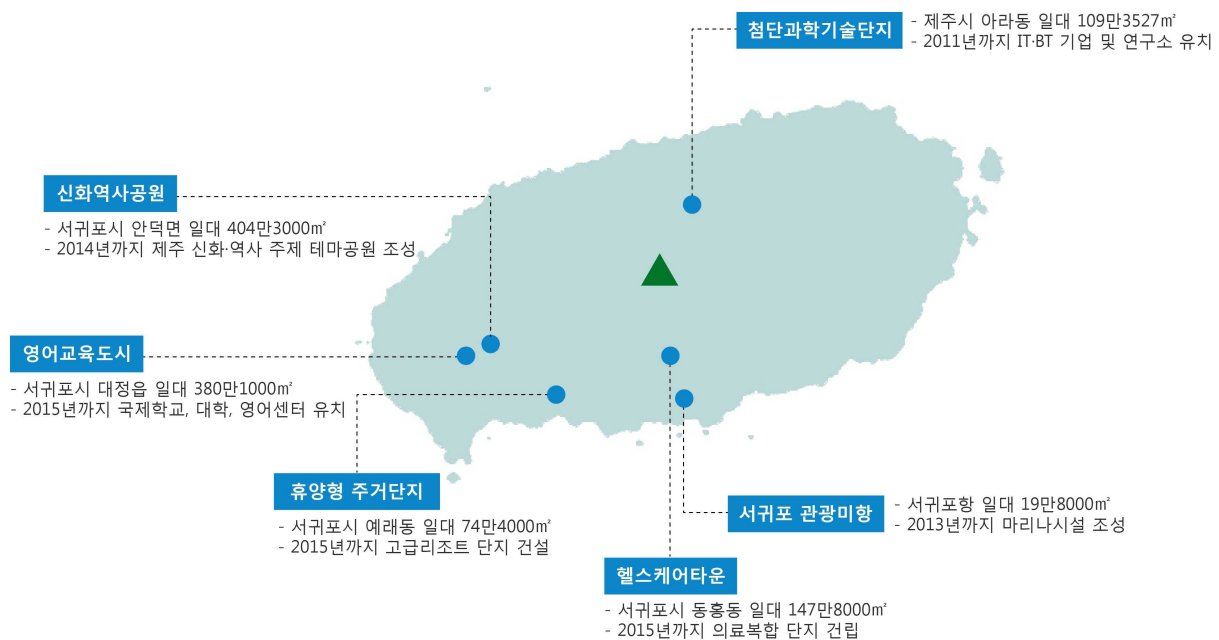 첨단과학기술단지
- 제주시 아라동 일대 109만3527㎡
- 2011년까지 IT·BT 기업 및 연구소 유치
신화역사공원
- 서귀포시 안덕면 일대 404만3000㎡
- 2014년까지 제주 신화·역사 주제 테마공원 조성
영어교육도시
- 서귀포시 대정읍 일대 380만1000㎡
- 2015년까지 국제학교, 대학, 영어센터 유치
휴양형 주거단지
- 서귀포시 예래동 일대 74만4000㎡
- 2015년까지 고급리조트 단지 건설
서귀포 관광미항
- 서귀포항 일대 19만8000㎡
- 2013년까지 마리나시설 조성
헬스케어타운
- 서귀포시 동홍동 일대 147만8000㎡
- 2015년까지 의료복합 단지 건립